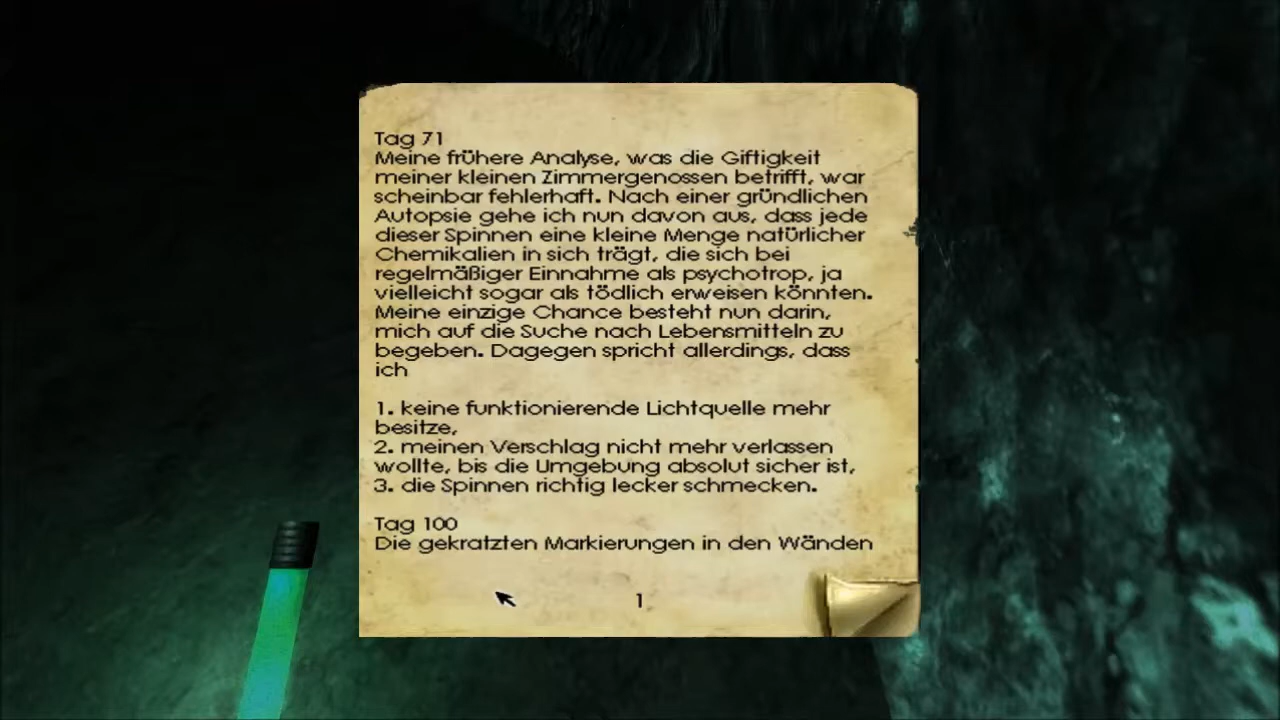 Tag 71
Meine frühere Analyse, was die Giftigkeit
meiner kleinen Zimmergenossen betrifft, war
scheinbar fehlerhaft. Nach einer gründlichen
Autopsie gehe ich nun davon aus, dass jede
dieser Spinnen eine kleine Menge natürlicher
Chemikalien in sich trägt, die sich bei
regelmäßiger Einnahme als psychotrop, ja
vielleicht sogar als tödlich erweisen könnten.
Meine einzige Chance besteht nun darin,
mich auf die Suche nach Lebensmitteln zu
begeben. Dagegen spricht allerdings, dass
ich
1. keine funktionierende Lichtquelle mehr
besitze,
2. meinen Verschlag nicht mehr verlassen
wollte, bis die Umgebung absolut sicher ist,
3. die Spinnen richtig lecker schmecken.
Tag 100
Die gekratzten Markierungen in den Wänden
1